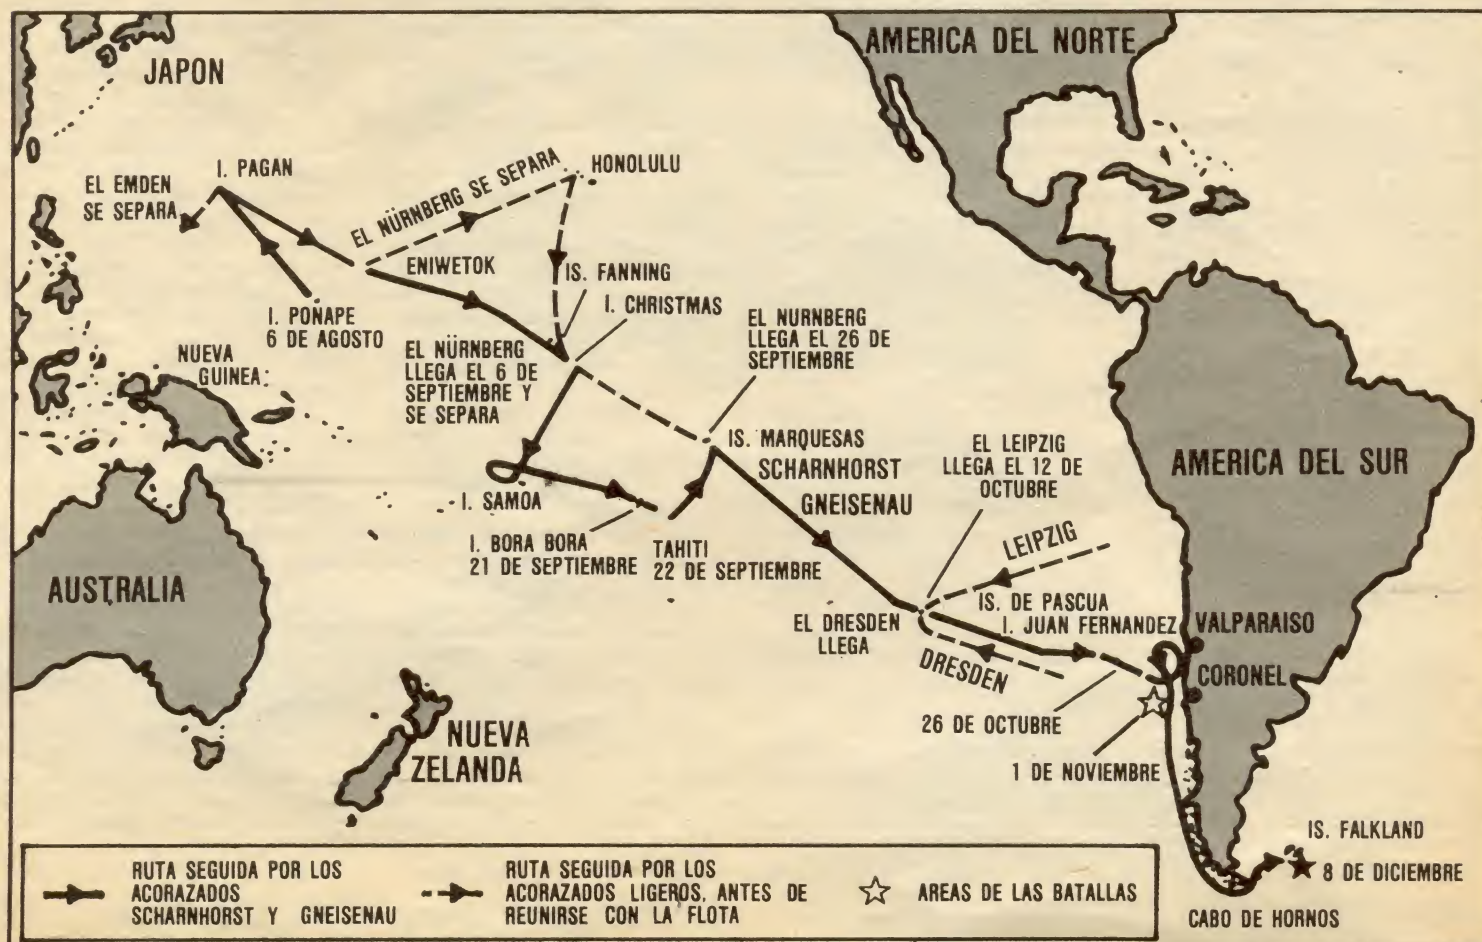 AMERICA DEL NORTE
JAPON
I. PAGAN
EL EMDEN
SE SEPARA
EL NÜRNBERG SE SEPARA
HONOLULU
ENIWETOK
IS. FANNING
I. CHRISTMAS
I. PONAPE
6 DE AGOSTO
NUEVA
GUINEA
EL NÜRNBERG
LLEGA EL 6 DE
SEPTIEMBRE Y
SE SEPARA
EL NURNBERG
LLEGA EL 26 DE
SEPTIEMBRE
IS. MARQUESAS
SCHARNHORST
GNEISENAU
EL LEIPZIG
LLEGA EL 12 DE
OCTUBRE
AMERICA DEL SUR
I. SAMOA
I. BORA BORA
21 DE SEPTIEMBRE
TAHITI
22 DE SEPTIEMBRE
LEIPZIG
AUSTRALIA
IS. DE PASCUA
I. JUAN FERNANDEZ
VALPARAISO
EL DRESDEN
LLEGA
DRESDEN
CORONEL
26 DE OCTUBRE
NUEVA
ZELANDA
1 DE NOVIEMBRE
IS. FALKLAND
8 DE DICIEMBRE
CABO DE HORNOS
RUTA SEGUIDA POR LOS
ACORAZADOS
SCHARNHORST Y GNEISENAU
RUTA SEGUIDA POR LOS
ACORAZADOS LIGEROS, ANTES DE
REUNIRSE CON LA FLOTA
AREAS DE LAS BATALLAS